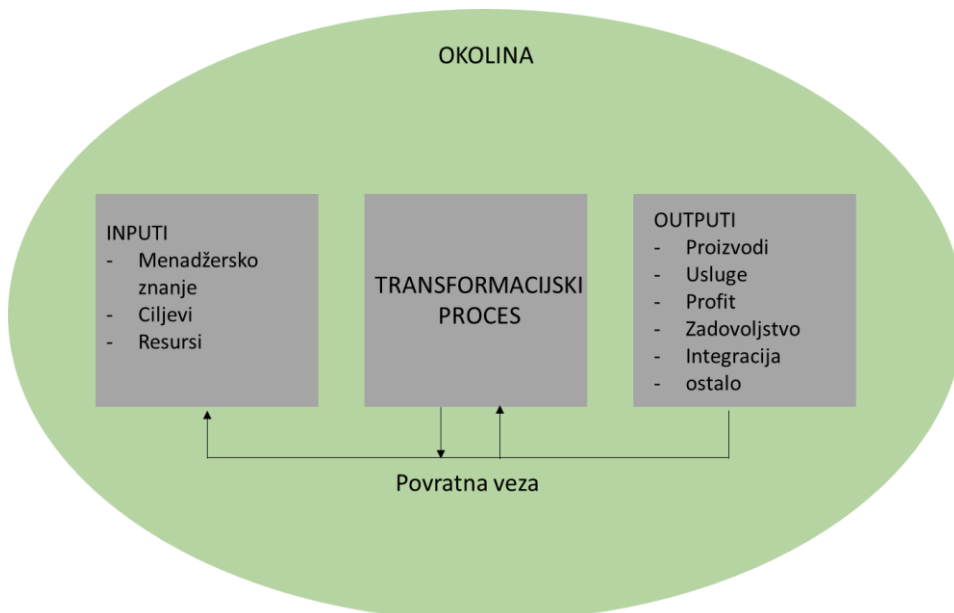 OKOLINA
INPUTI
- Menadžersko
znanje
- Ciljevi
- Resursi
TRANSFORMACIJSKI
PROCES
OUTPUTI
- Proizvodi
- Usluge
- Profit
- Zadovoljstvo
- Integracija
- ostalo
Povratna veza